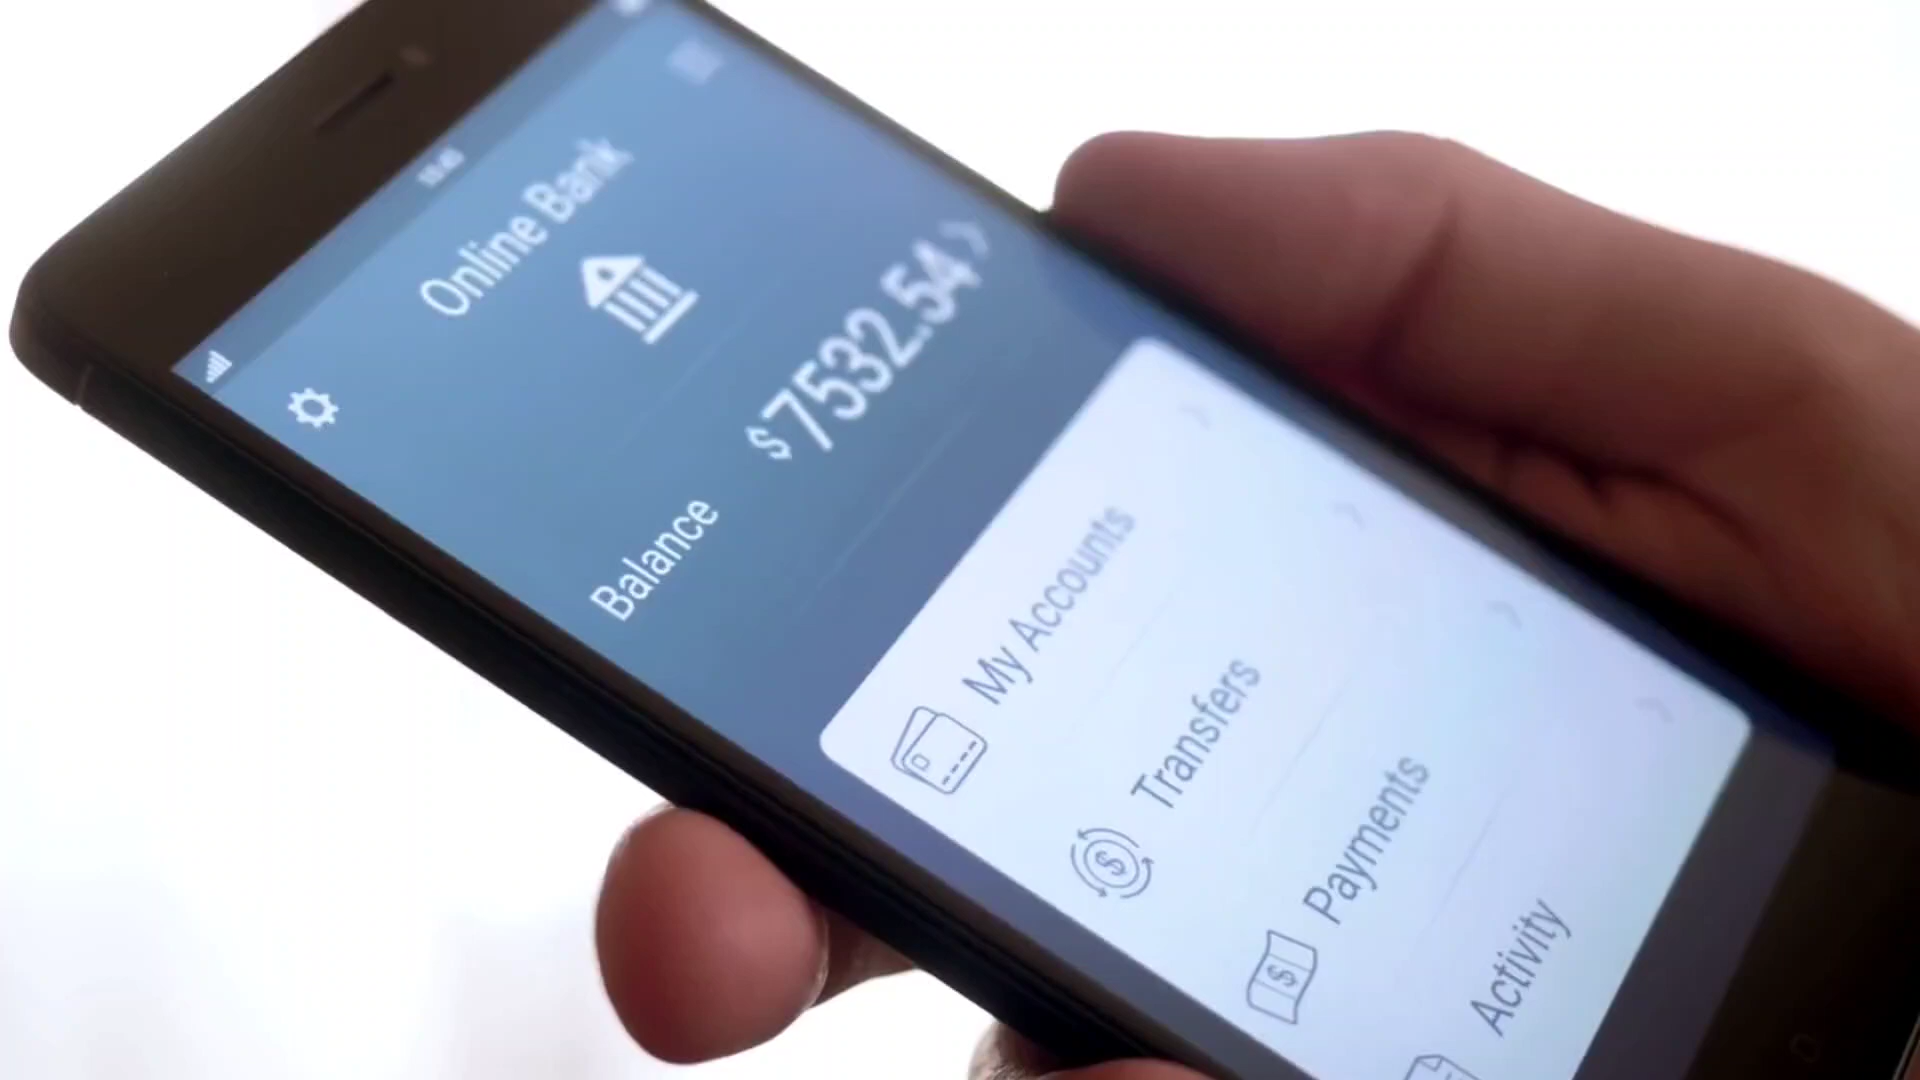 Online Bank
Balance
$7532.54
My Accounts
Transfers
Payments
Activity